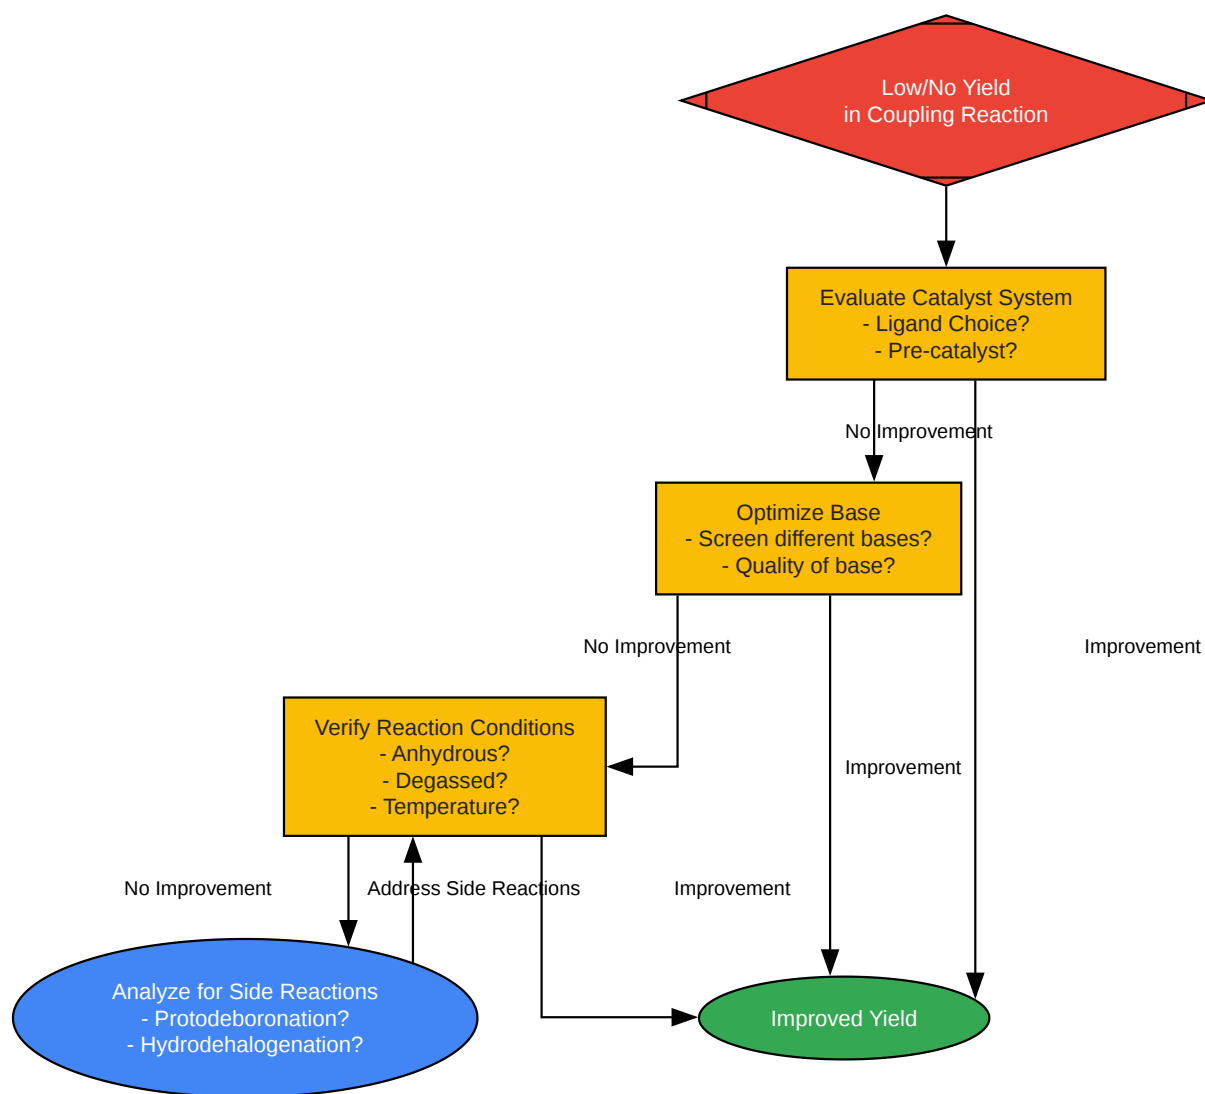 Low/No Yield
in Coupling Reaction
Evaluate Catalyst System
- Ligand Choice?
- Pre-catalyst?
No Improvement
Optimize Base
- Screen different bases?
- Quality of base?
No Improvement
Improvement
Verify Reaction Conditions
- Anhydrous?
- Degassed?
- Temperature?
Improvement
No Improvement
Address Side Reactions
Improvement
Analyze for Side Reactions
- Protodeboronation?
- Hydrodehalogenation?
Improved Yield